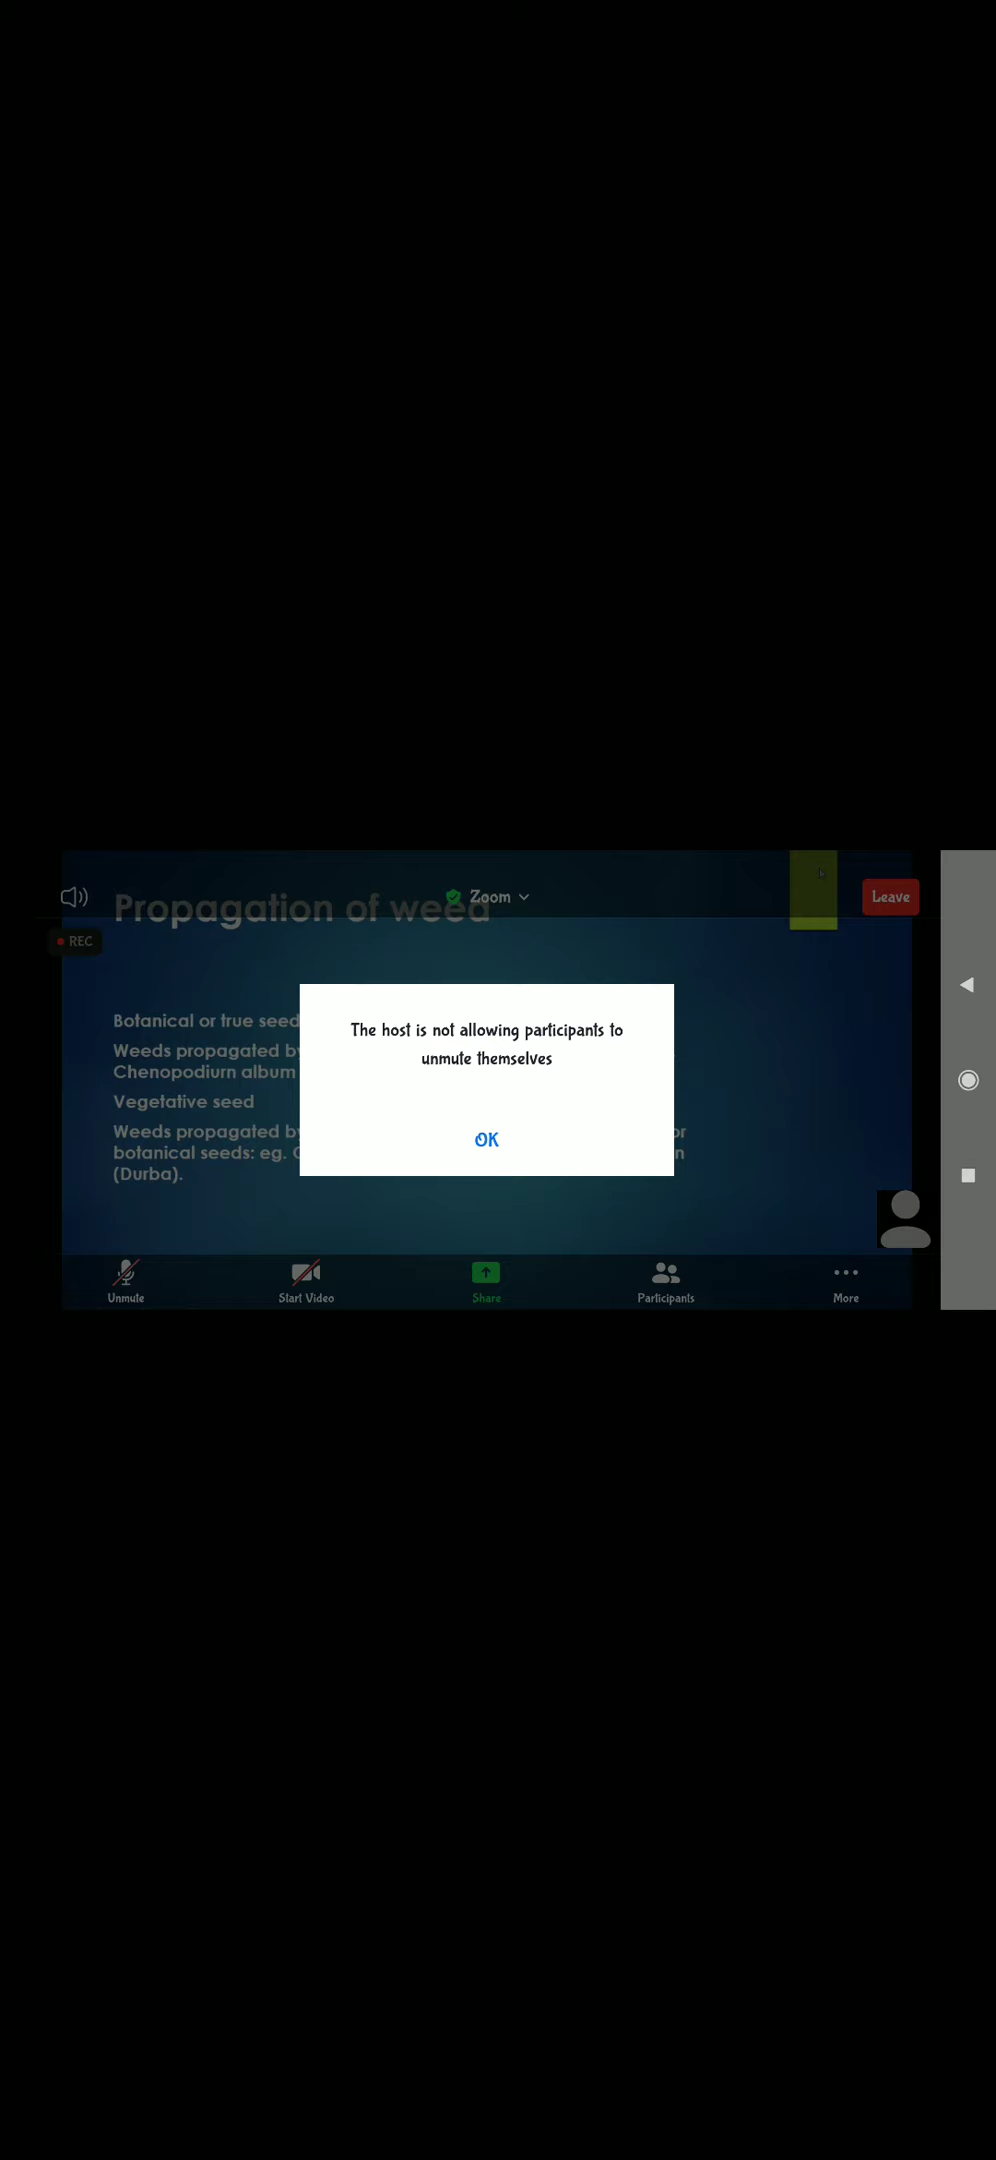 Zoom
Leave
Propagation of weed
REC
Botanical or true seed
Weeds propagated by
Chenopodiurn album
Vegetative seed
Weeds propagated by
botanical seeds: eg.
(Durba).
The host is not allowing participants to
unmute themselves
OK
Unmute
Start Video
Share
Participants
More